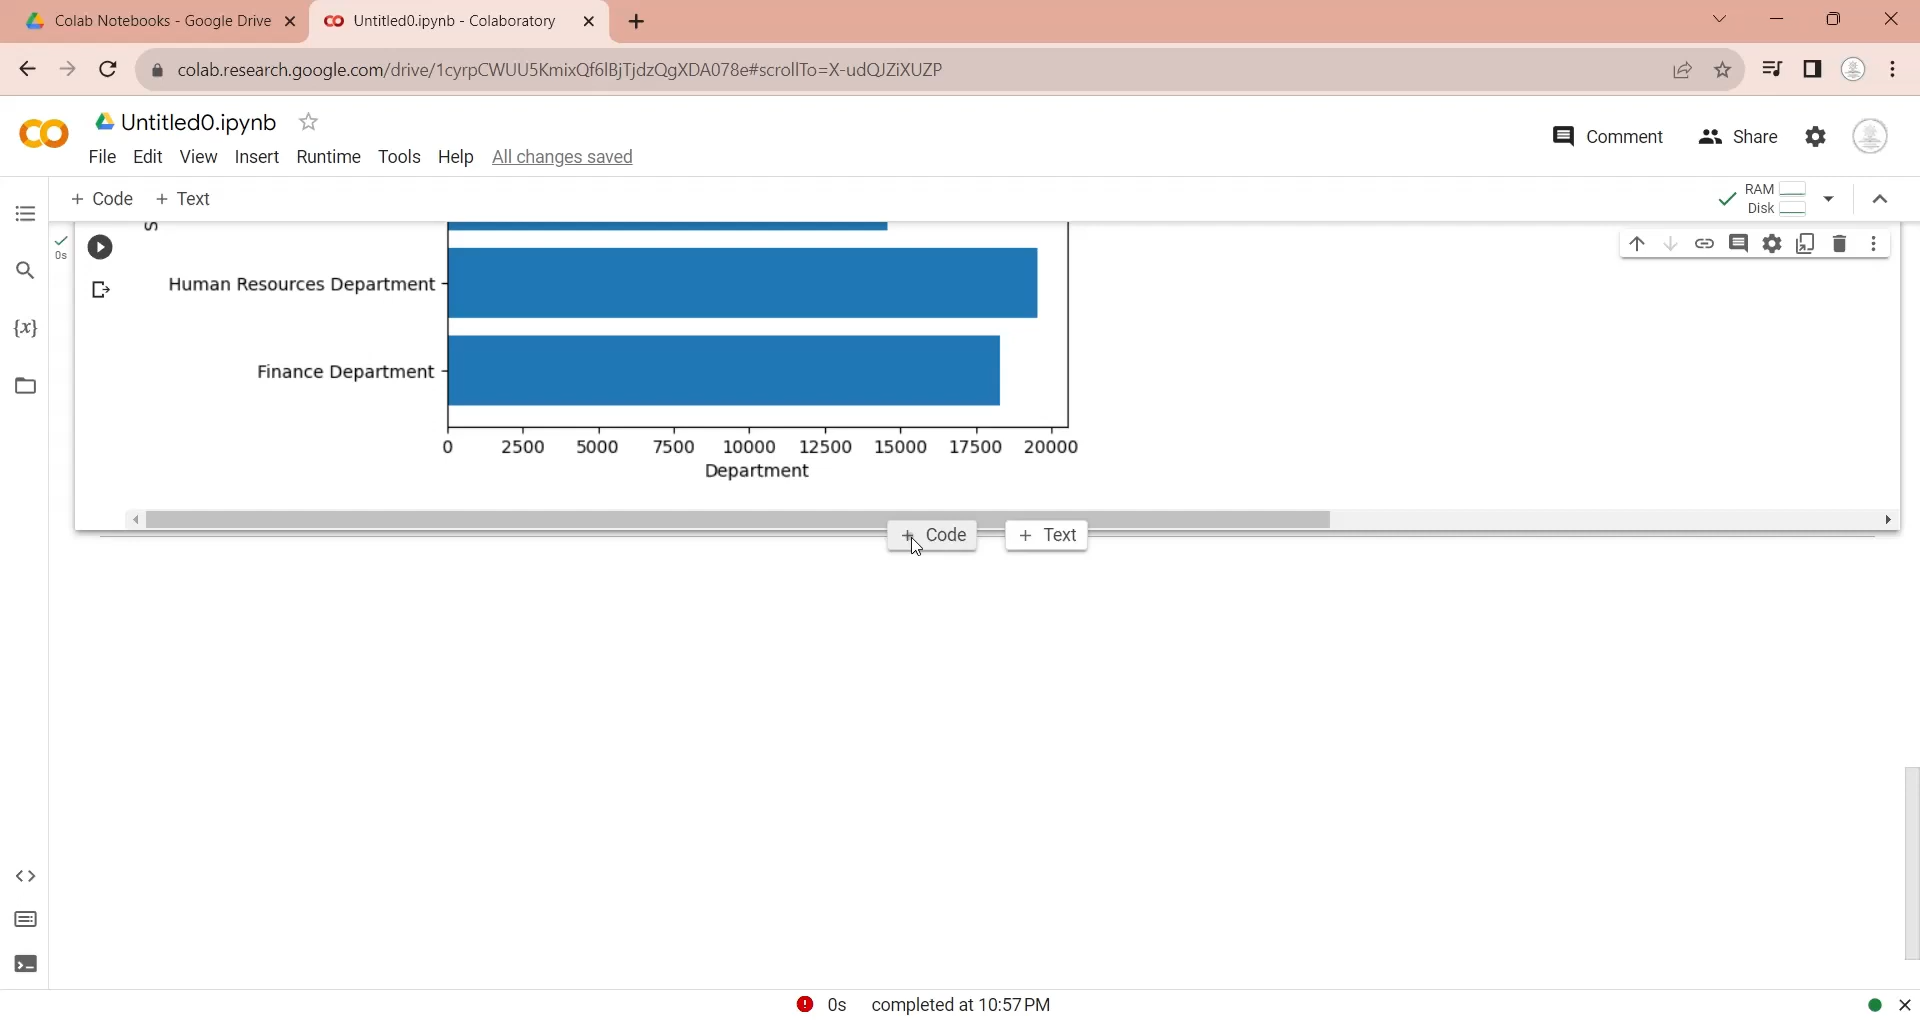 Colab Notebooks - Google Drive
Untitled0.ipynb - Colaboratory
colab.research.google.com/drive/1cyrpCWUU5KmixQf6lBjTjdzQgXDA078e#scrollTo=X-udQJZiXUZP
Untitled0.ipynb
Comment
Share
File Edit View Insert Runtime Tools Help All changes saved
+ Code + Text
RAM
Disk
0s
{x}
Human Resources Department
Finance Department
0 2500 5000 7500 10000 12500 15000 17500 20000
Department
+ Code + Text
0s completed at 10:57 PM